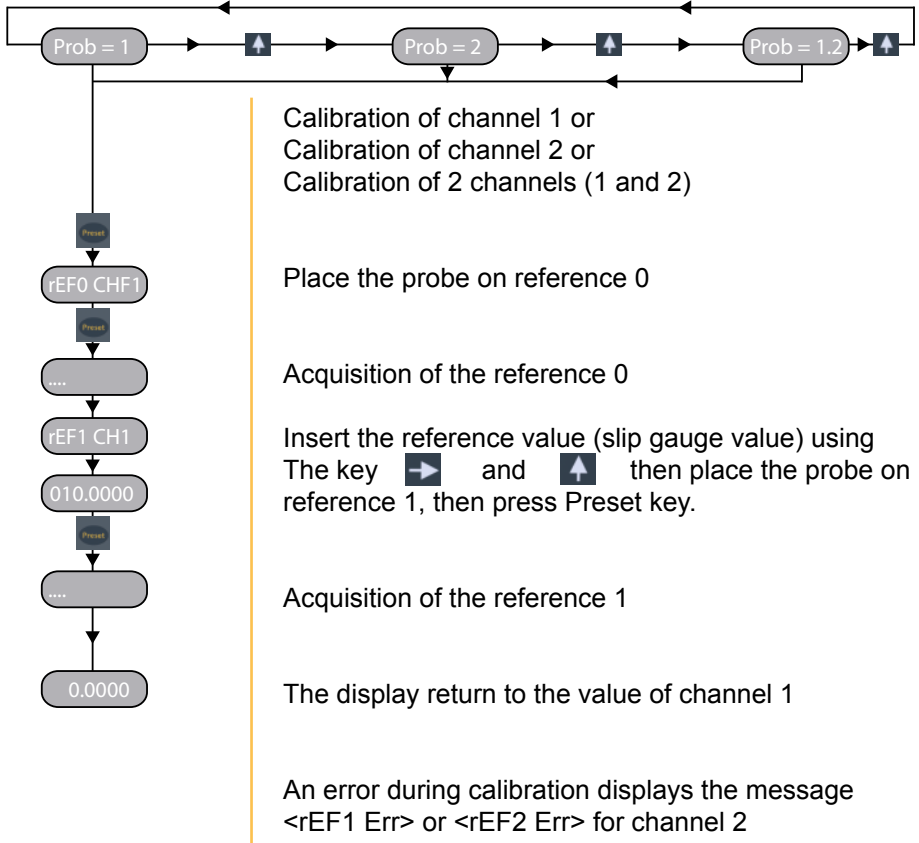 Prob = 1
Prob = 2
Prob = 1.2
Calibration of channel 1 or
Calibration of channel 2 or
Calibration of 2 channels (1 and 2)
Preset
rEF0 CHF1
Place the probe on reference 0
Preset
....
Acquisition of the reference 0
rEF1 CH1
Insert the reference value (slip gauge value) using
The key and then place the probe on
010.0000
reference 1, then press Preset key.
Preset
....
Acquisition of the reference 1
0.0000
The display return to the value of channel 1
An error during calibration displays the message
<rEF1 Err> or <rEF2 Err> for channel 2